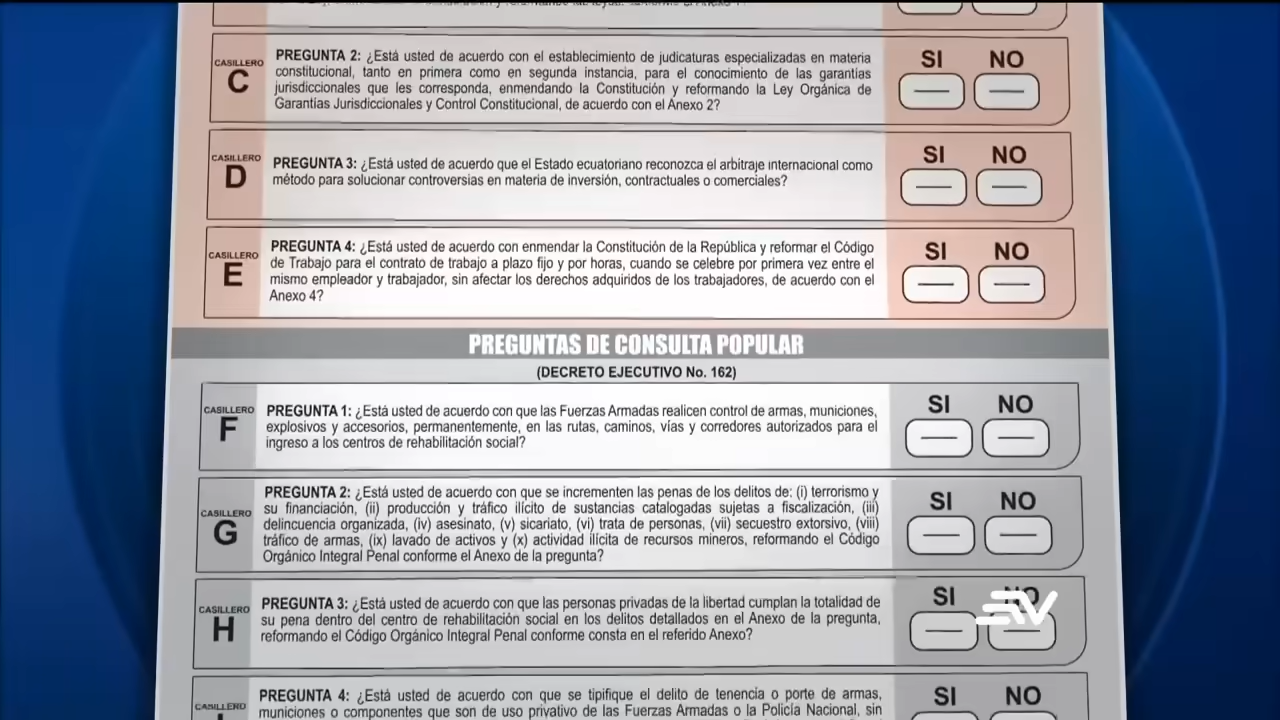 CASILLERO
C
PREGUNTA 2: ¿Está usted de acuerdo con el establecimiento de judicaturas especializadas en materia
constitucional, tanto en primera como en segunda instancia, para el conocimiento de las garantías
jurisdiccionales que les corresponda, enmendando la Constitución y reformando la Ley Orgánica de
Garantías Jurisdiccionales y Control Constitucional, de acuerdo con el Anexo 2?
SI NO
CASILLERO
D
PREGUNTA 3: ¿Está usted de acuerdo que el Estado ecuatoriano reconozca el arbitraje internacional como
método para solucionar controversias en materia de inversión, contractuales o comerciales?
SI NO
CASILLERO
E
PREGUNTA 4: ¿Está usted de acuerdo con enmendar la Constitución de la República y reformar el Código
de Trabajo para el contrato de trabajo a plazo fijo y por horas, cuando se celebre por primera vez entre el
mismo empleador y trabajador, sin afectar los derechos adquiridos de los trabajadores, de acuerdo con el
Anexo 4?
SI NO
PREGUNTAS DE CONSULTA POPULAR
(DECRETO EJECUTIVO No. 162)
CASILLERO
F
PREGUNTA 1: ¿Está usted de acuerdo con que las Fuerzas Armadas realicen control de armas, municiones,
explosivos y accesorios, permanentemente, en las rutas, caminos, vías y corredores autorizados para el
ingreso a los centros de rehabilitación social?
SI NO
CASILLERO
G
PREGUNTA 2: ¿Está usted de acuerdo con que se incrementen las penas de los delitos de: (i) terrorismo y
su financiación, (ii) producción y tráfico ilícito de sustancias catalogadas sujetas a fiscalización, (iii)
delincuencia organizada, (iv) asesinato, (v) sicariato, (vi) trata de personas, (vii) secuestro extorsivo, (viii)
tráfico de armas, (ix) lavado de activos y (x) actividad ilícita de recursos mineros, reformando el Código
Orgánico Integral Penal conforme el Anexo de la pregunta?
SI NO
CASILLERO
H
PREGUNTA 3: ¿Está usted de acuerdo con que las personas privadas de la libertad cumplan la totalidad de
su pena dentro del centro de rehabilitación social en los delitos detallados en el Anexo de la pregunta,
reformando el Código Orgánico Integral Penal conforme consta en el referido Anexo?
SI NO
CASILLERO
PREGUNTA 4: ¿Está usted de acuerdo con que se tipifique el delito de tenencia o porte de armas,
municiones o componentes que son de uso privativo de las Fuerzas Armadas o la Policía Nacional, sin
SI NO